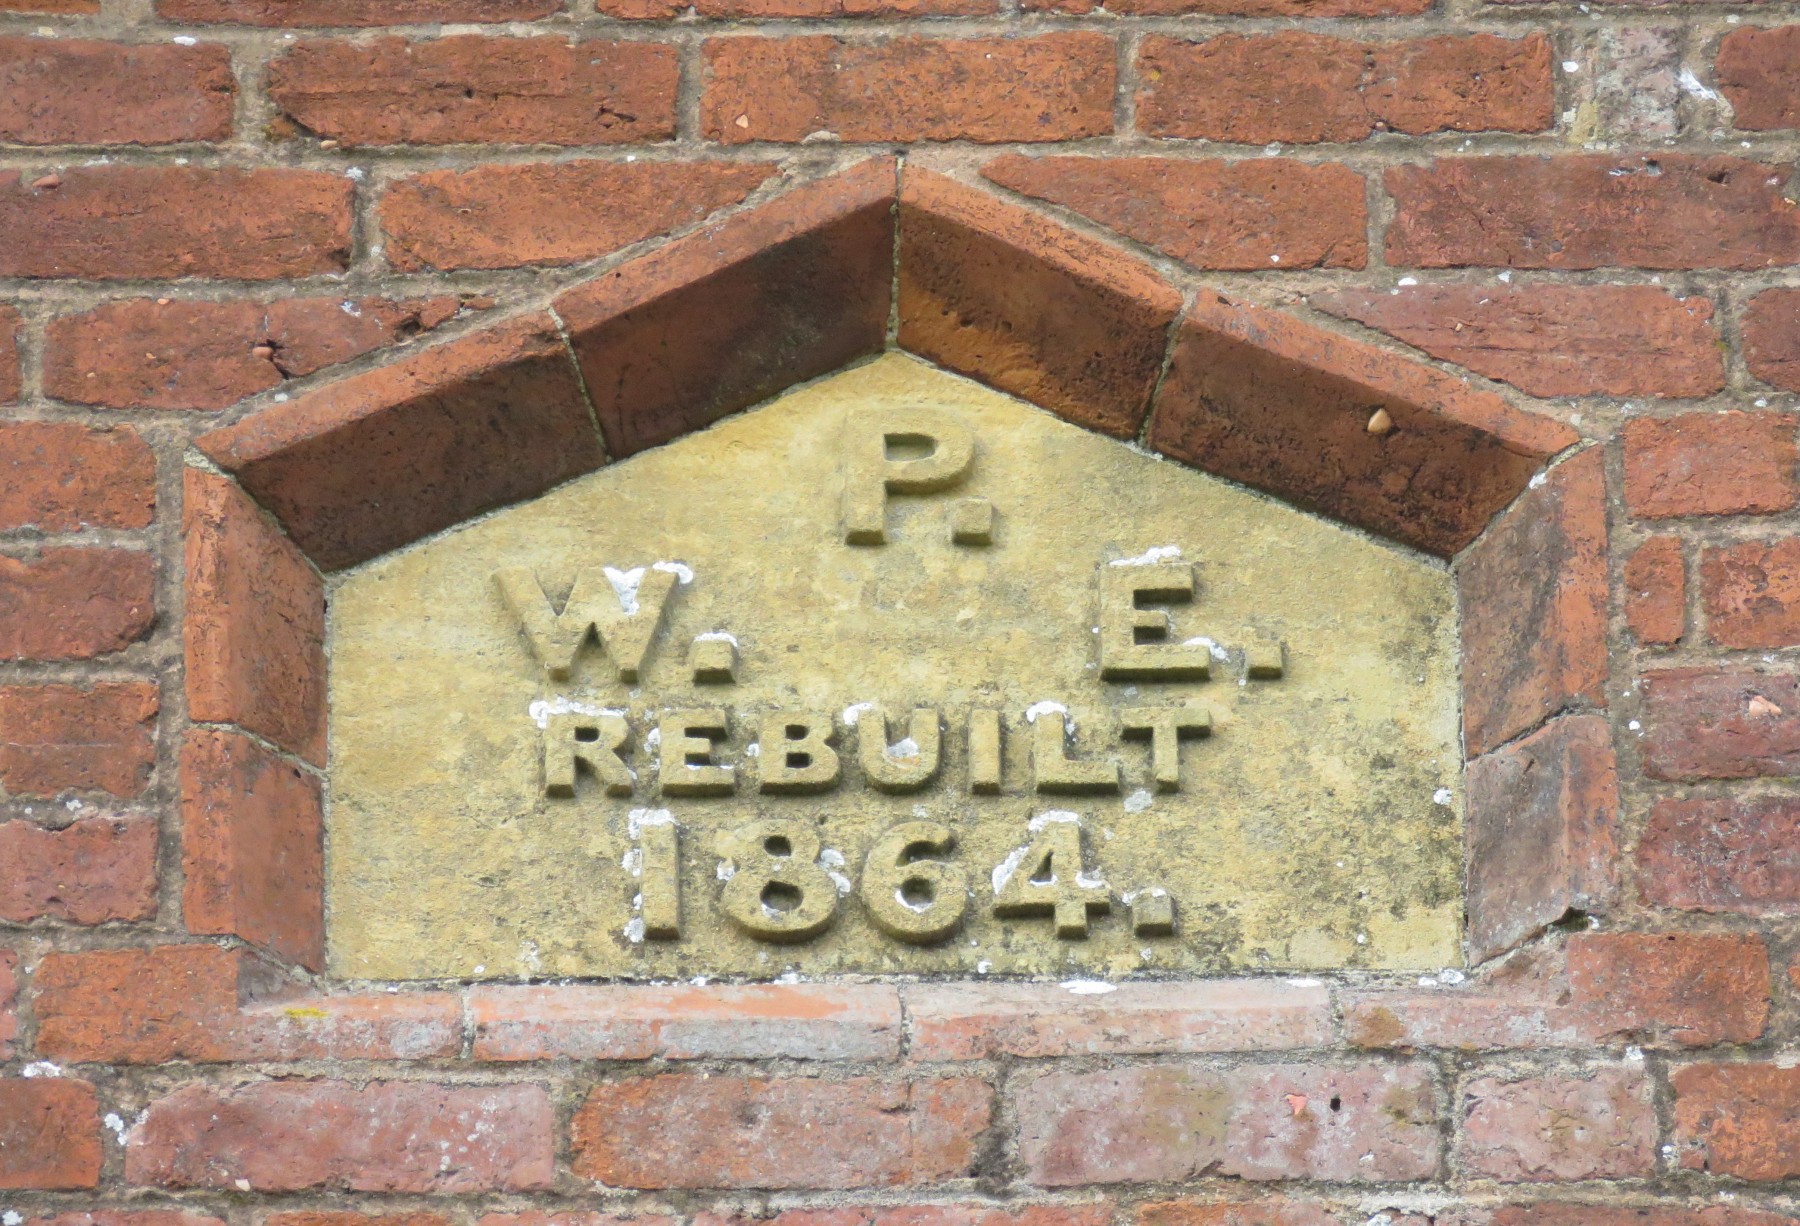 P.
W. E.
REBUILT
1864.